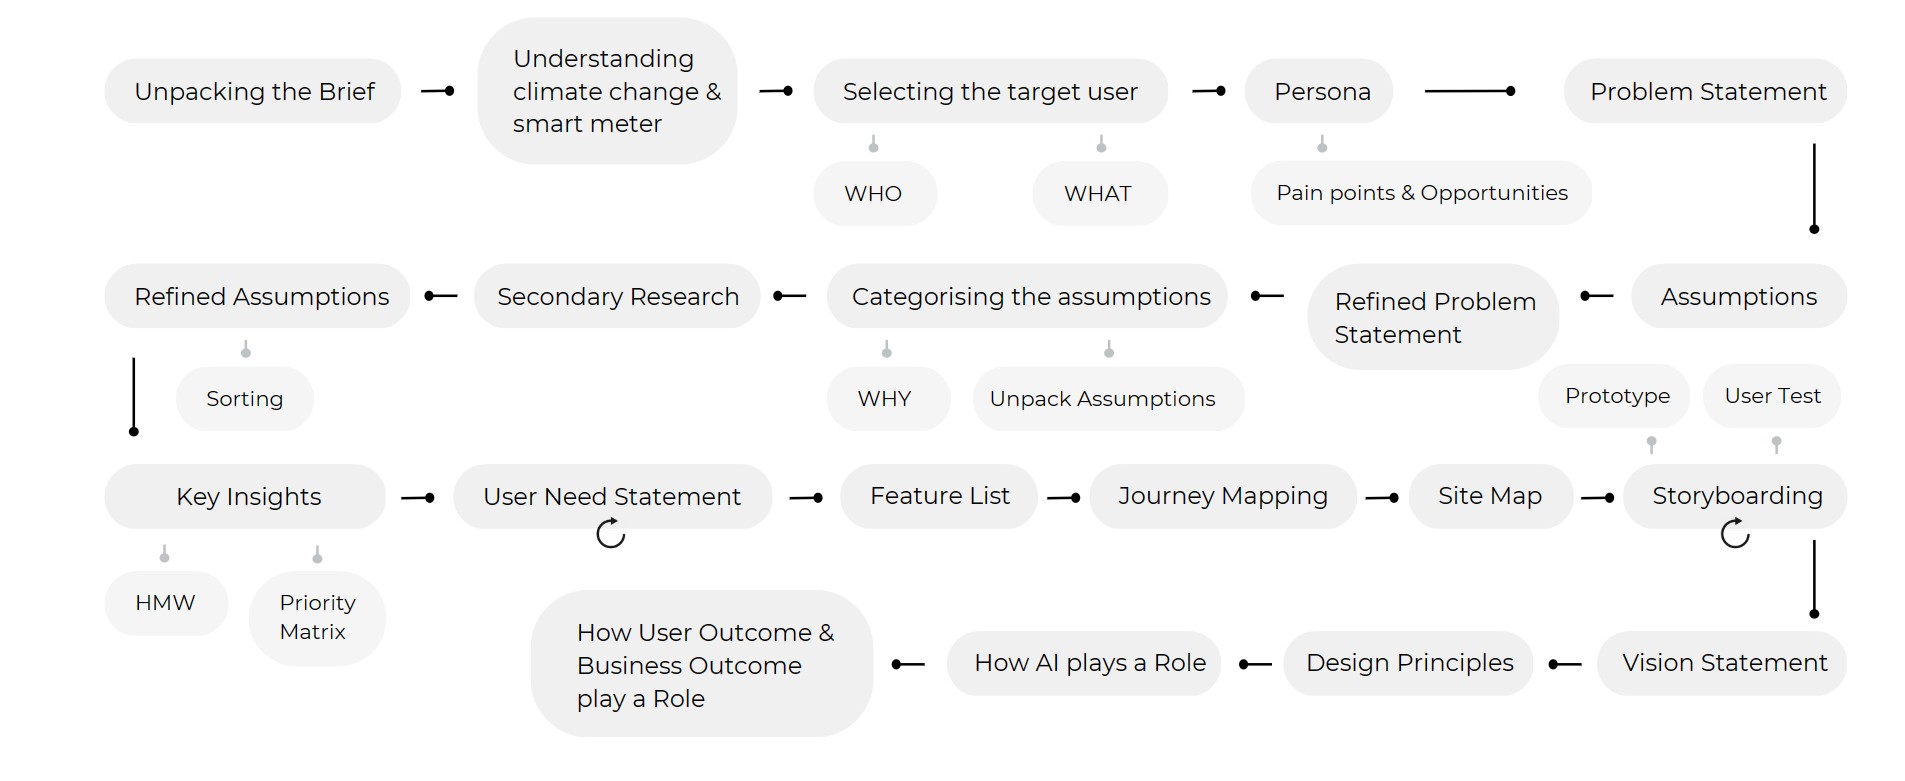 Unpacking the Brief
Understanding
climate change &
smart meter
Selecting the target user
Persona
Problem Statement
WHO
WHAT
Pain points & Opportunities
Refined Assumptions
Secondary Research
Categorising the assumptions
Refined Problem
Statement
Assumptions
Sorting
WHY
Unpack Assumptions
Prototype
User Test
Key Insights
User Need Statement
Feature List
Journey Mapping
Site Map
Storyboarding
HMW
Priority
Matrix
How User Outcome &
Business Outcome
play a Role
How AI plays a Role
Design Principles
Vision Statement